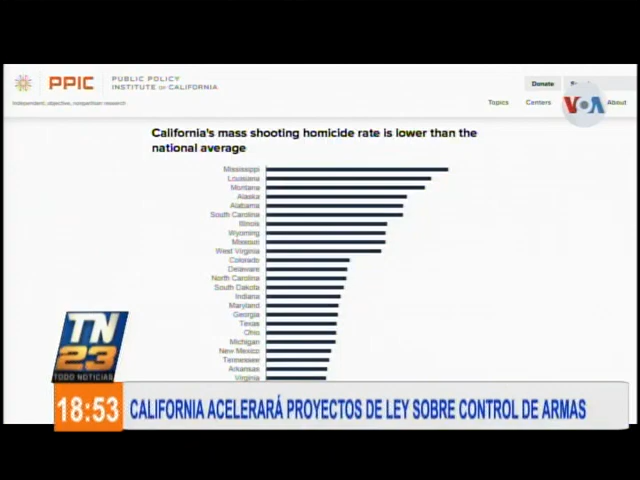 PPIC
PUBLIC POLICY
INSTITUTE OF CALIFORNIA
Independent, objective, nonpartisan research
Donate
Topics
Centers
VOA
About
California's mass shooting homicide rate is lower than the
national average
Mississippi
Louisiana
Montana
Alaska
Alabama
South Carolina
Illinois
Wyoming
Missouri
West Virginia
Colorado
Delaware
North Carolina
South Dakota
Indiana
Maryland
Georgia
Texas
Ohio
Michigan
New Mexico
Tennessee
Arkansas
Virginia
TN
23
TODO NOTICIAS
18:53
CALIFORNIA ACELERARÁ PROYECTOS DE LEY SOBRE CONTROL DE ARMAS